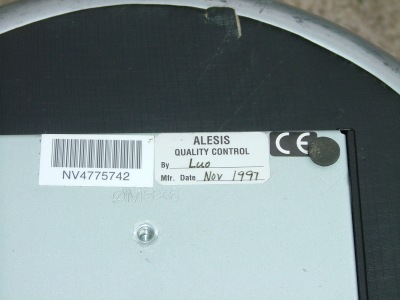 ALESIS
QUALITY CONTROL
By Luo
Mfr. Date Nov 1997
CE
NV4775742